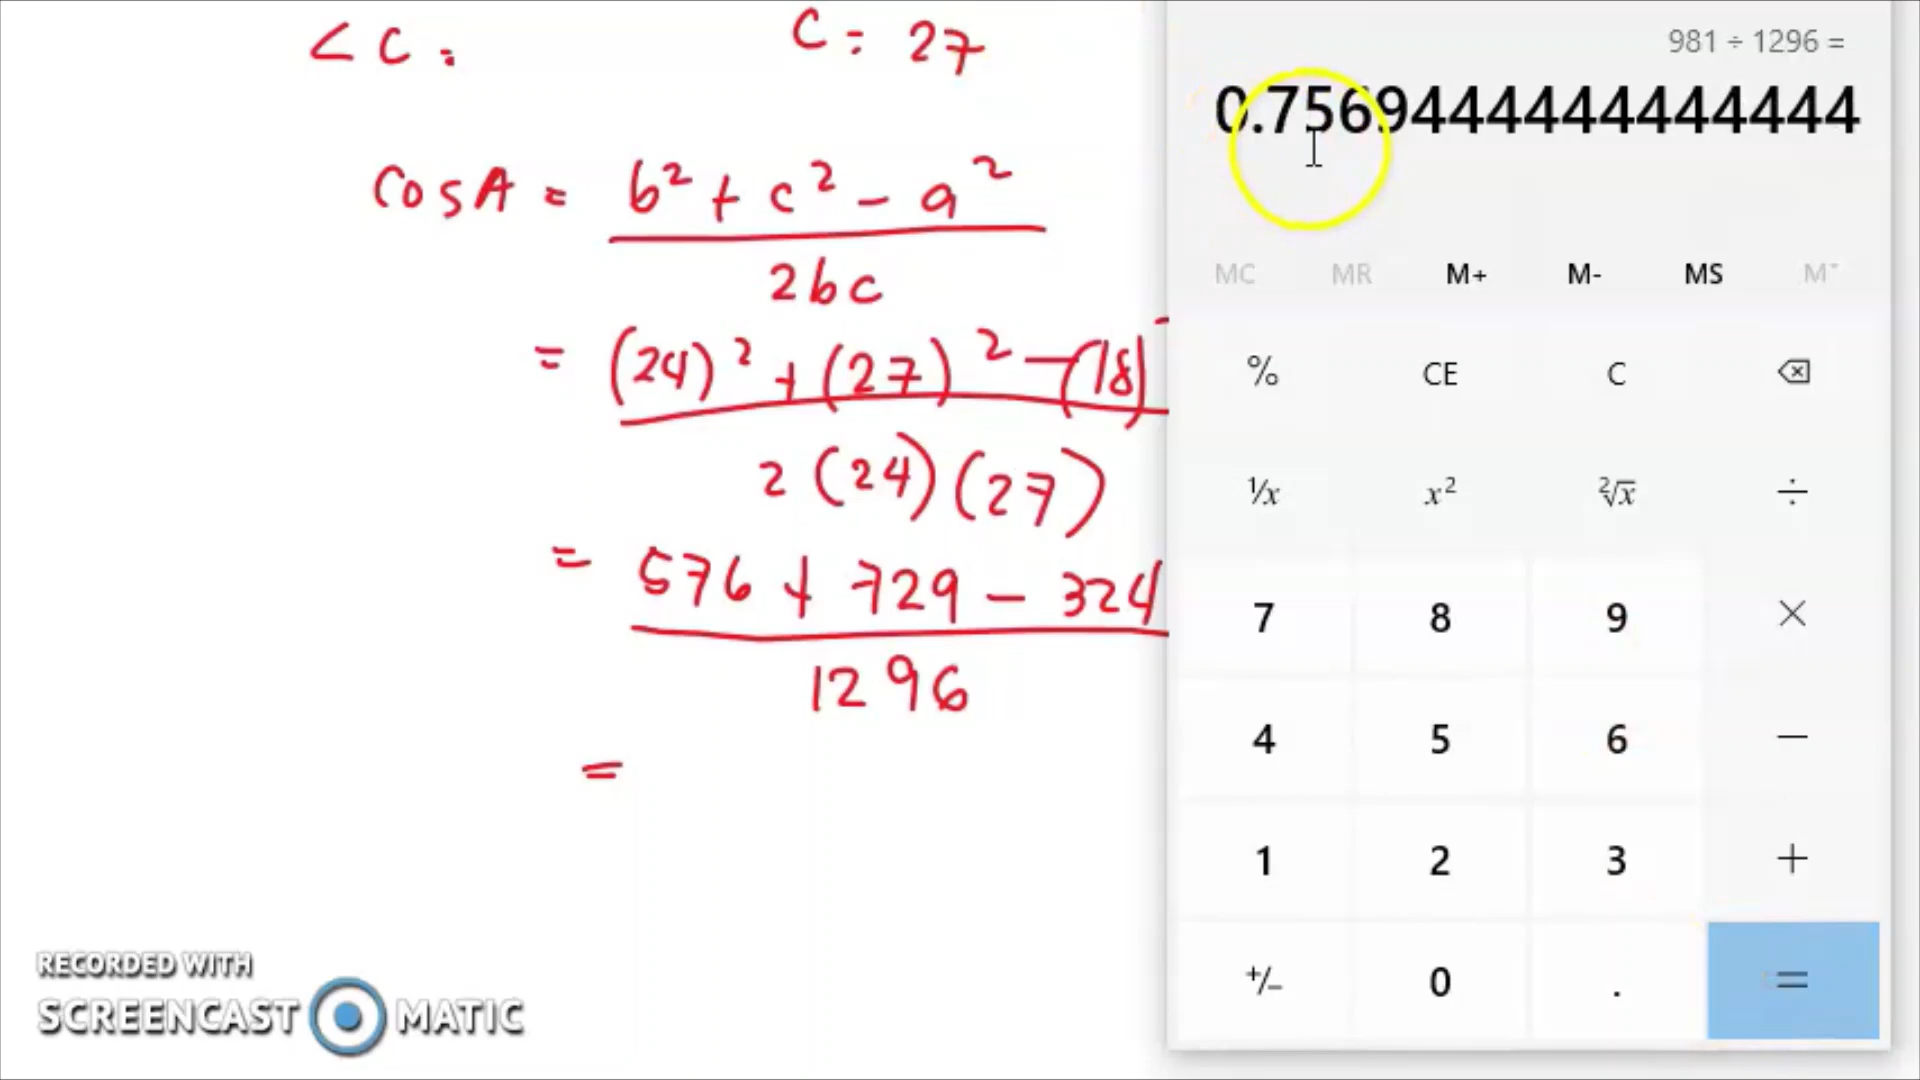 <C:
C = 27
cosA = b² + c² - a²
2bc
= (24)² + (27)² - (18)
2 (24) (27)
= 576 + 729 - 324
1296
=
981 ÷ 1296 =
0.7569444444444444
MC MR M+ M- MS M˅
% CE C
¹/x x² ²√x ÷
7 8 9 ×
4 5 6 −
1 2 3 +
+/− 0 . =
RECORDED WITH
SCREENCAST MATIC